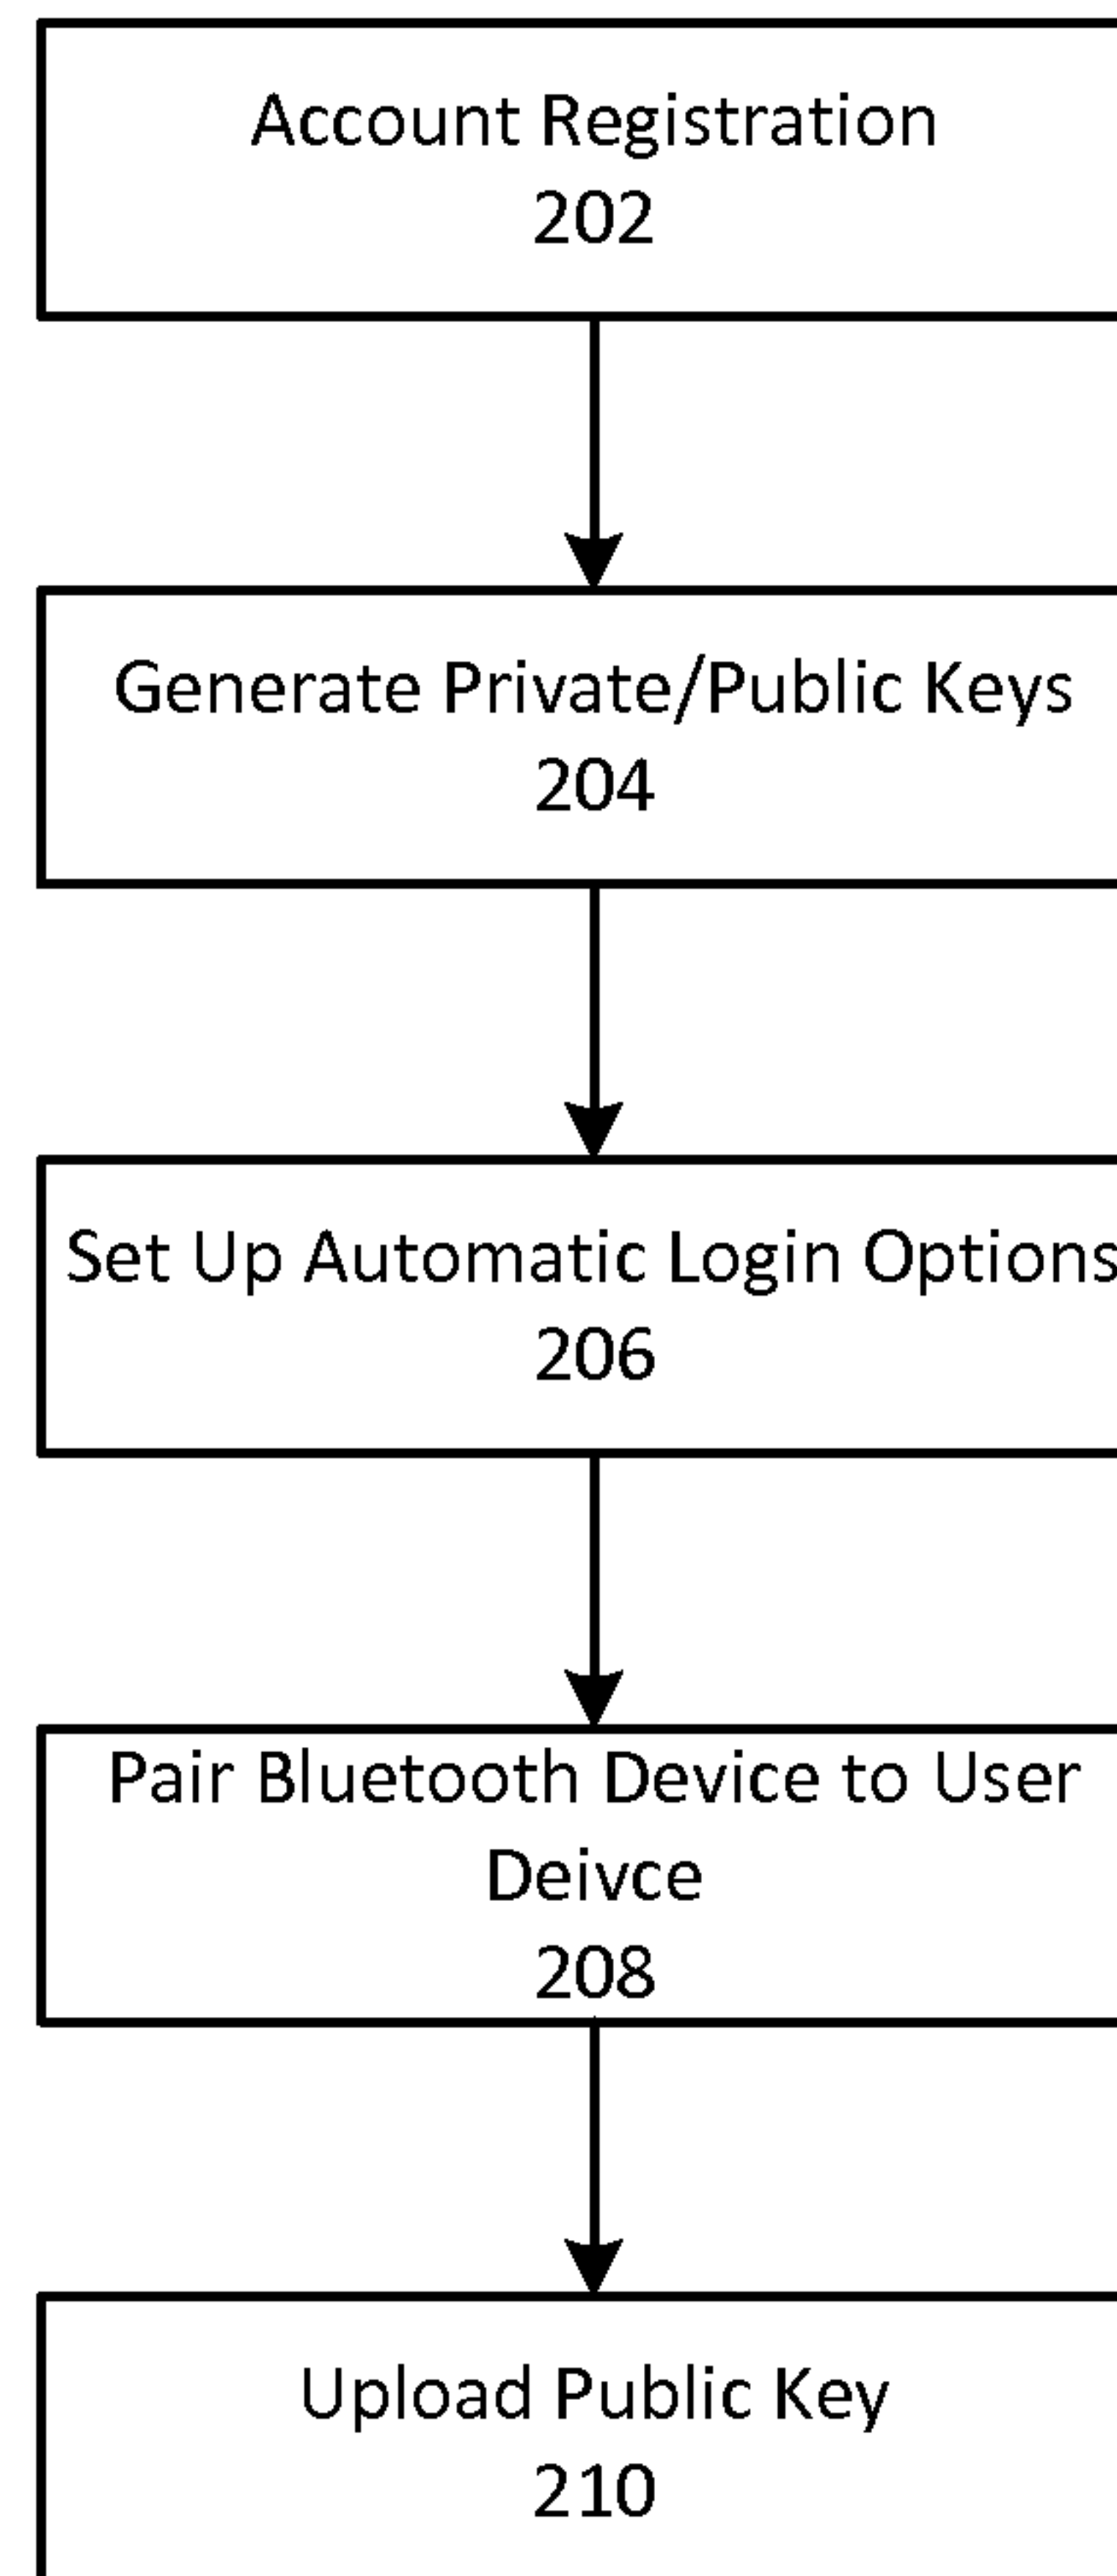 Account Registration
202
Generate Private/Public Keys
204
Set Up Automatic Login Options
206
Pair Bluetooth Device to User
Deivce
208
Upload Public Key
210